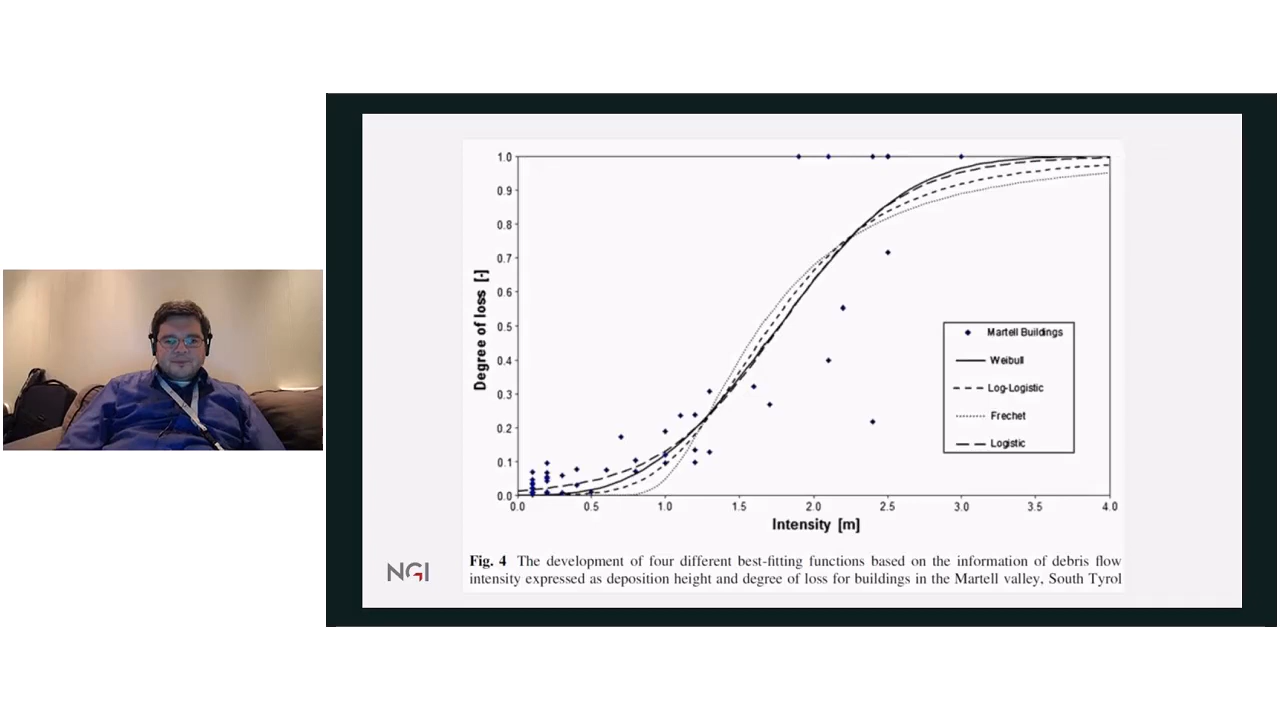 1.0
0.9
0.8
0.7
0.6
0.5
0.4
0.3
0.2
0.1
0.0
Degree of loss [-]
0.0 0.5 1.0 1.5 2.0 2.5 3.0 3.5 4.0
Intensity [m]
Martell Buildings
Weibull
Log-Logistic
Frechet
Logistic
NGI
Fig. 4 The development of four different best-fitting functions based on the information of debris flow
intensity expressed as deposition height and degree of loss for buildings in the Martell valley, South Tyrol